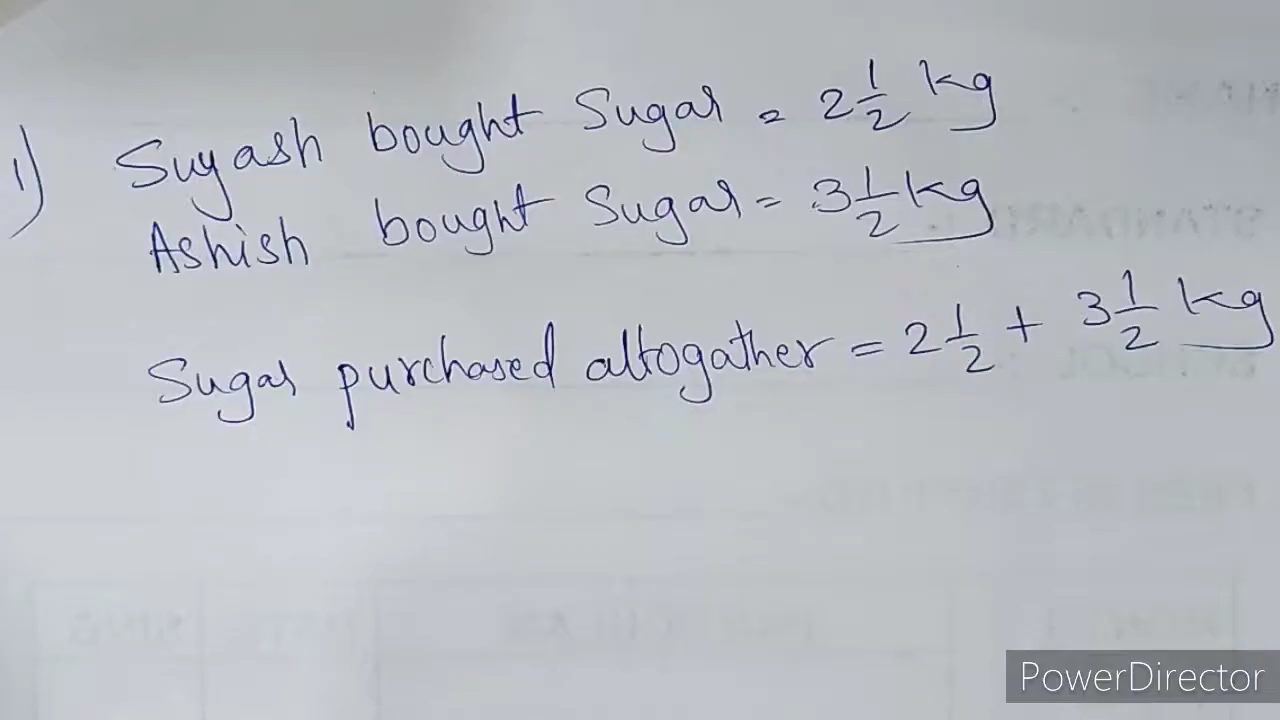 1) Suyash bought Sugar = 2 1/2 kg
Ashish bought Sugar = 3 1/2 kg
Sugar purchased altogather = 2 1/2 + 3 1/2 kg
PowerDirector